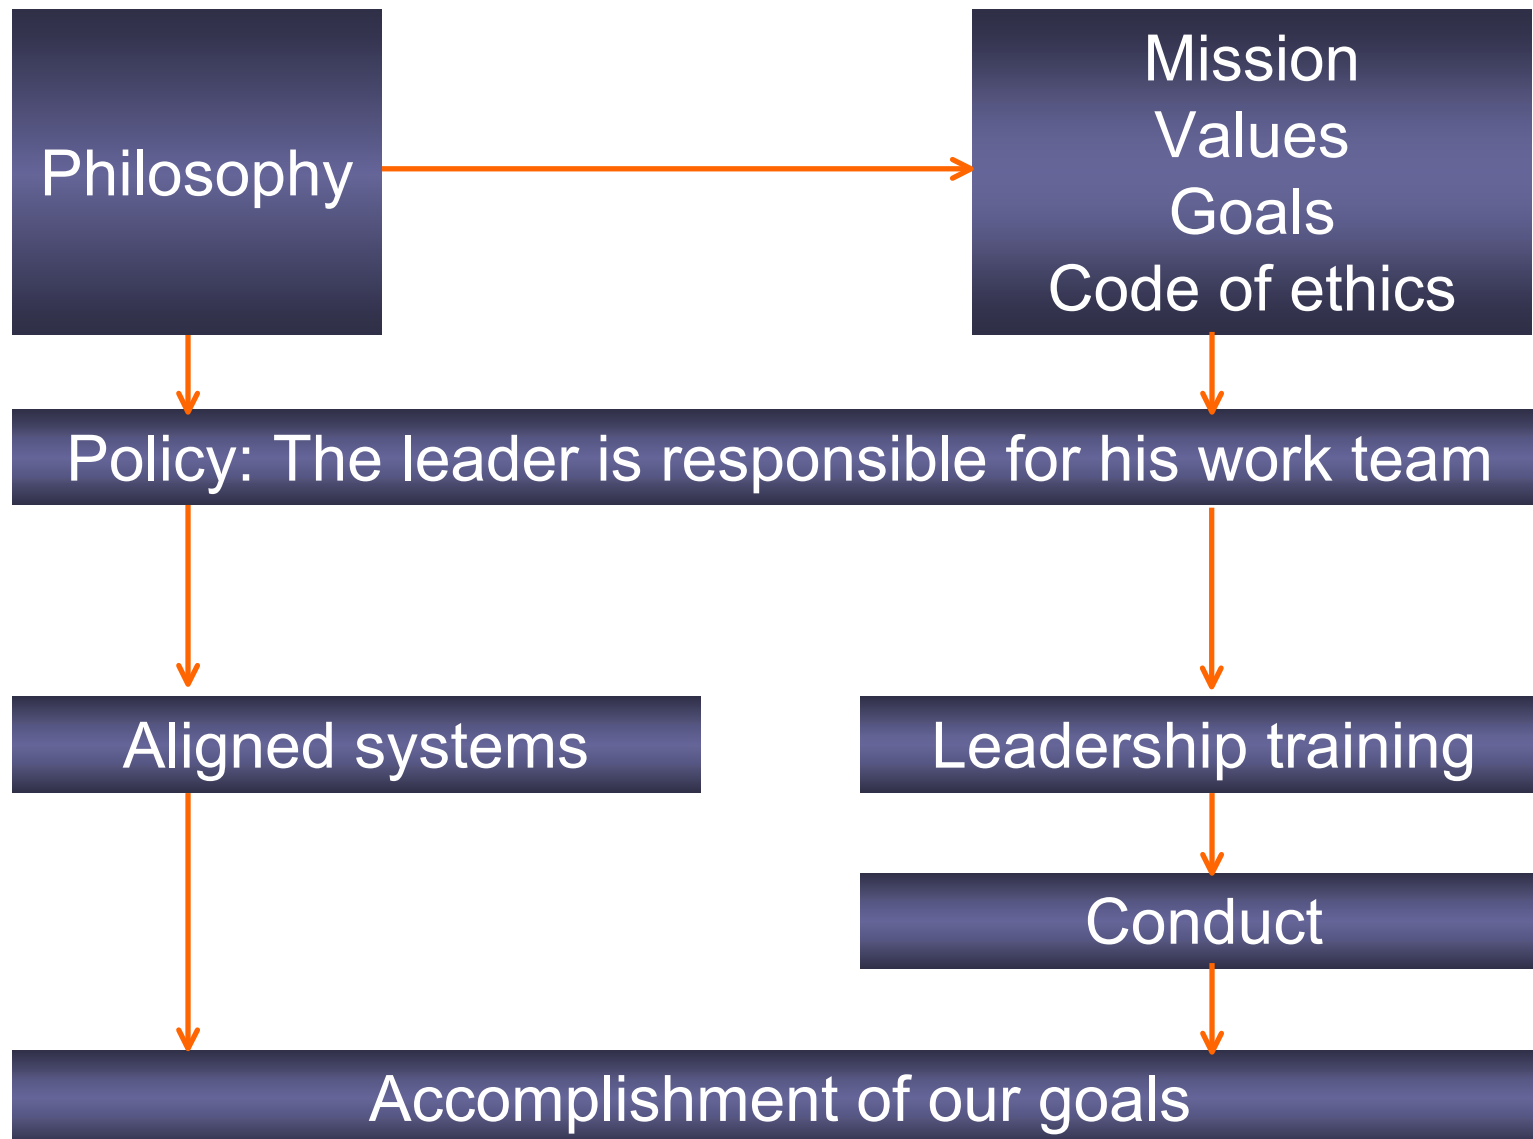 Philosophy
Mission
Values
Goals
Code of ethics
Policy: The leader is responsible for his work team
Aligned systems
Leadership training
Conduct
Accomplishment of our goals